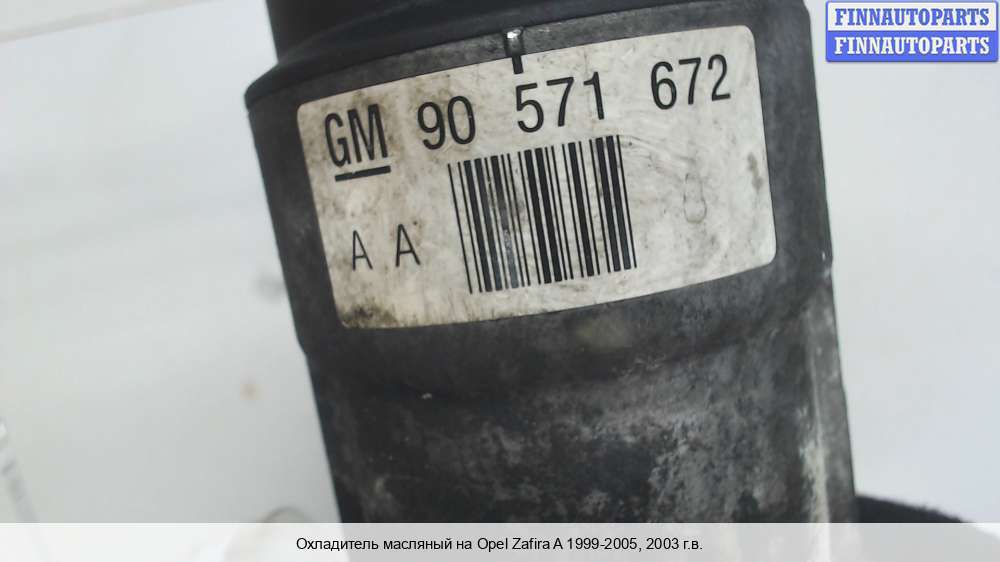 FINNAUTOPARTS
FINNAUTOPARTS
GM 90 571 672
A A
Охладитель масляный на Opel Zafira A 1999-2005, 2003 г.в.